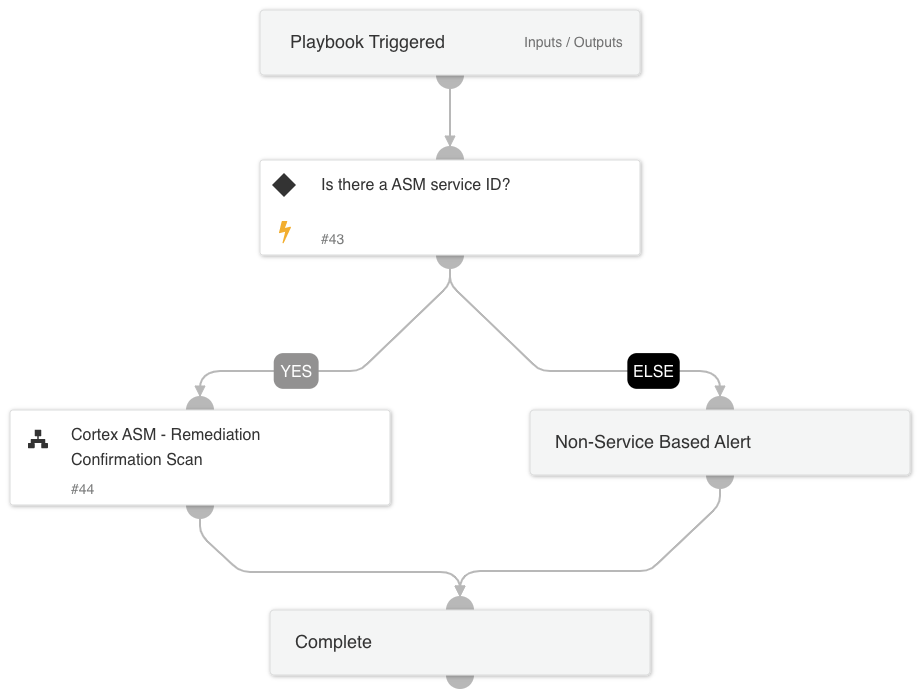 Playbook Triggered
Inputs / Outputs
Is there a ASM service ID?
#43
YES
ELSE
Cortex ASM - Remediation
Confirmation Scan
#44
Non-Service Based Alert
Complete